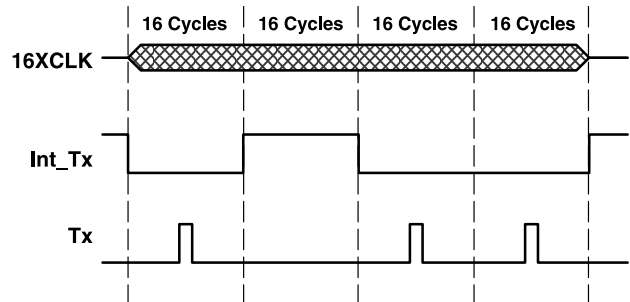 16 Cycles 16 Cycles 16 Cycles 16 Cycles
16XCLK
Int_Tx
Tx